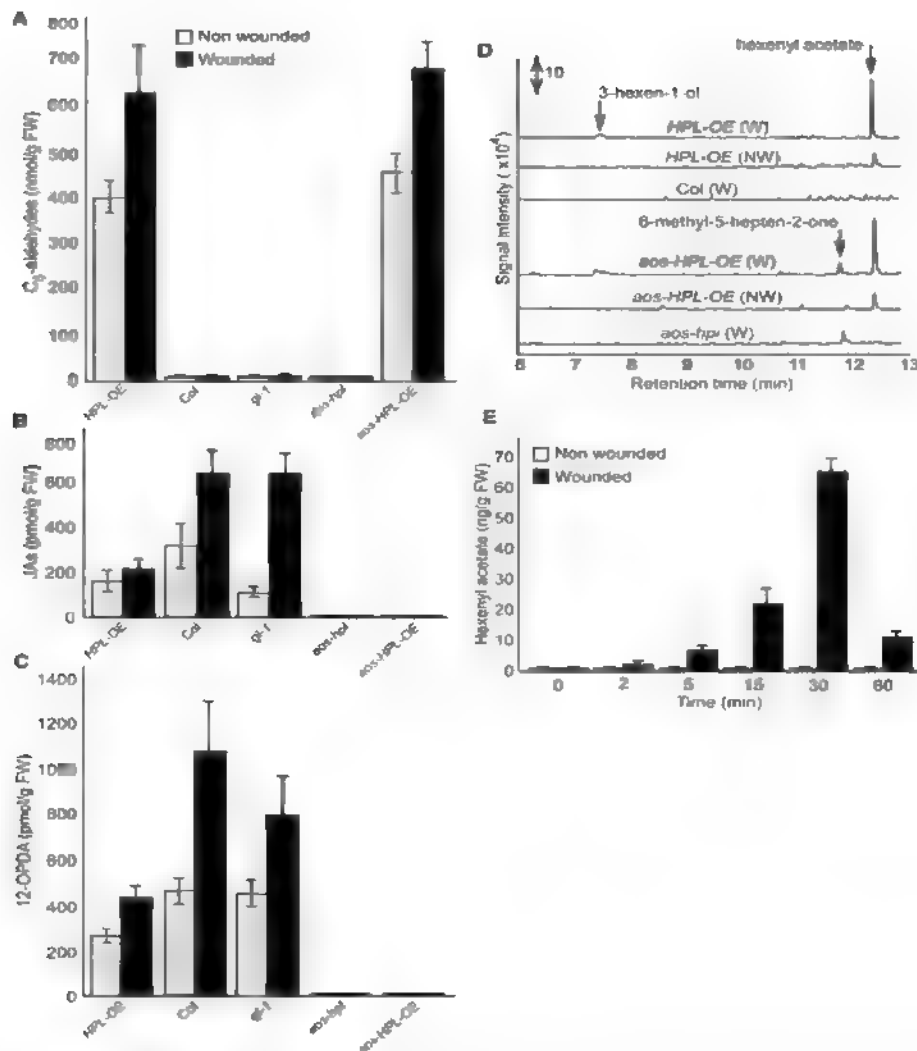 A
800
700
600
500
400
300
200
100
0
C6-aldehydes (nmol/g FW)
Non wounded
Wounded
HPL-OE
Col
gl-1
aos-hpl
aos-HPL-OE
B
800
600
400
200
0
JAs (pmol/g FW)
HPL-OE
Col
gl-1
aos-hpl
aos-HPL-OE
C
1400
1200
800
600
400
200
0
12-OPDA (pmol/g FW)
HPL-OE
Col
gl-1
aos-hpl
aos-HPL-OE
D
hexenyl acetate
10
3-hexen-1-ol
HPL-OE (W)
HPL-OE (NW)
Col (W)
6-methyl-5-hepten-2-one
aos-HPL-OE (W)
aos-HPL-OE (NW)
aos-hpl (W)
Signal Intensity ( x10⁴)
6 7 8 9 10 11 12 13
Retention time (min)
E
Non wounded
Wounded
70
60
50
40
30
20
10
0
Hexenyl acetate (ng/g FW)
0 2 5 15 30 60
Time (min)